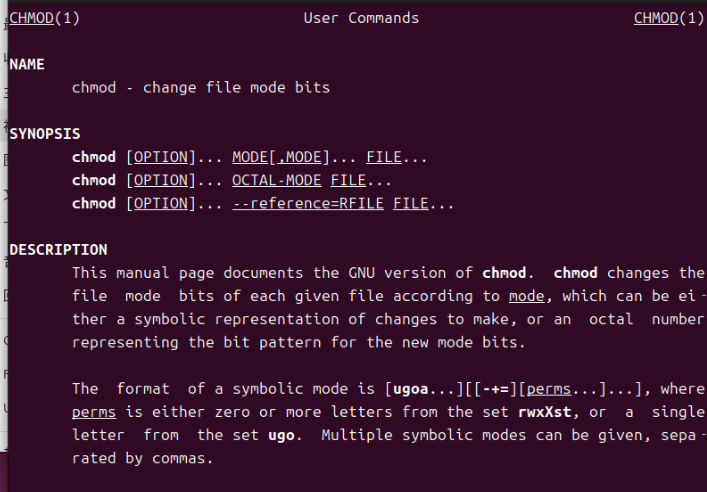 CHMOD(1) User Commands CHMOD(1)
NAME
chmod - change file mode bits
SYNOPSIS
chmod [OPTION]... MODE[,MODE]... FILE...
chmod [OPTION]... OCTAL-MODE FILE...
chmod [OPTION]... --reference=RFILE FILE...
DESCRIPTION
This manual page documents the GNU version of chmod. chmod changes the
file mode bits of each given file according to mode, which can be ei-
ther a symbolic representation of changes to make, or an octal number
representing the bit pattern for the new mode bits.
The format of a symbolic mode is [ugoa...][[-+=][perms...]...], where
perms is either zero or more letters from the set rwxXst, or a single
letter from the set ugo. Multiple symbolic modes can be given, sepa-
rated by commas.